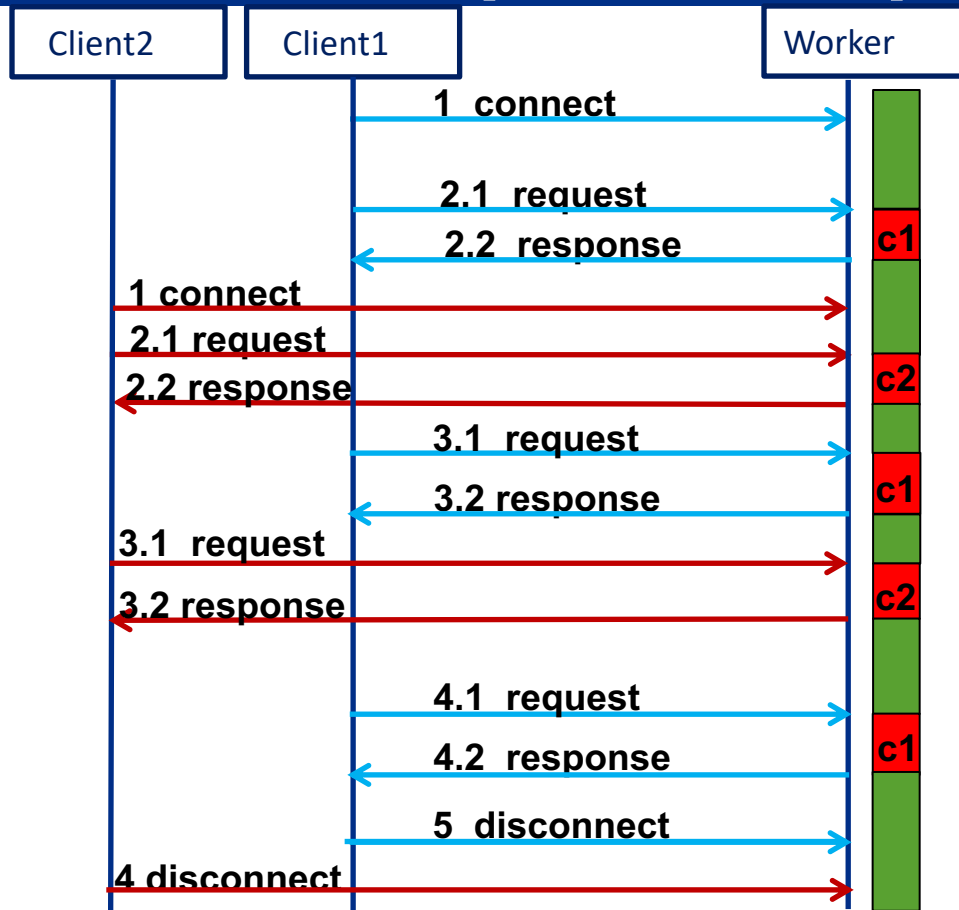 Client2
Client1
Worker
1 connect
2.1 request
c1
2.2 response
1 connect
2.1 request
c2
2.2 response
3.1 request
c1
3.2 response
3.1 request
c2
3.2 response
4.1 request
c1
4.2 response
5 disconnect
4 disconnect